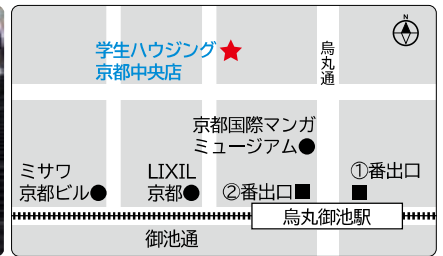 N
学生ハウジング
京都中央店
烏丸通
京都国際マンガ
ミュージアム
ミサワ
京都ビル
LIXIL
京都
②番出口
①番出口
烏丸御池駅
御池通